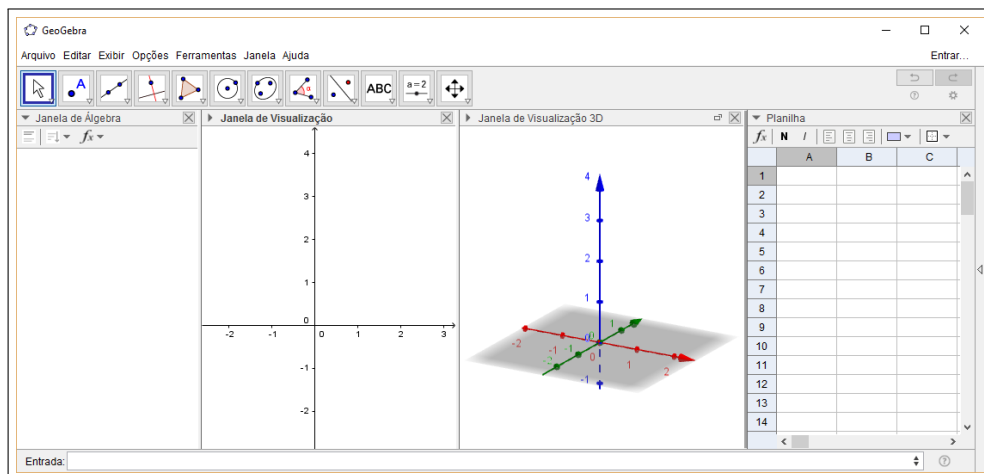 GeoGebra
Arquivo Editar Exibir Opções Ferramentas Janela Ajuda Entrar...
A α ABC a = 2
Janela de Álgebra Janela de Visualização Janela de Visualização 3D Planilha
fx fx N I
A B C
1
2
3
4
5
6
7
8
9
10
11
12
13
14
4
3
2
1
0
-2 -1 0 1 2 3
-1
-2
4
3
2
1
0
-1
-2 -1 0 1 2
-2 -1 0 1
Entrada: